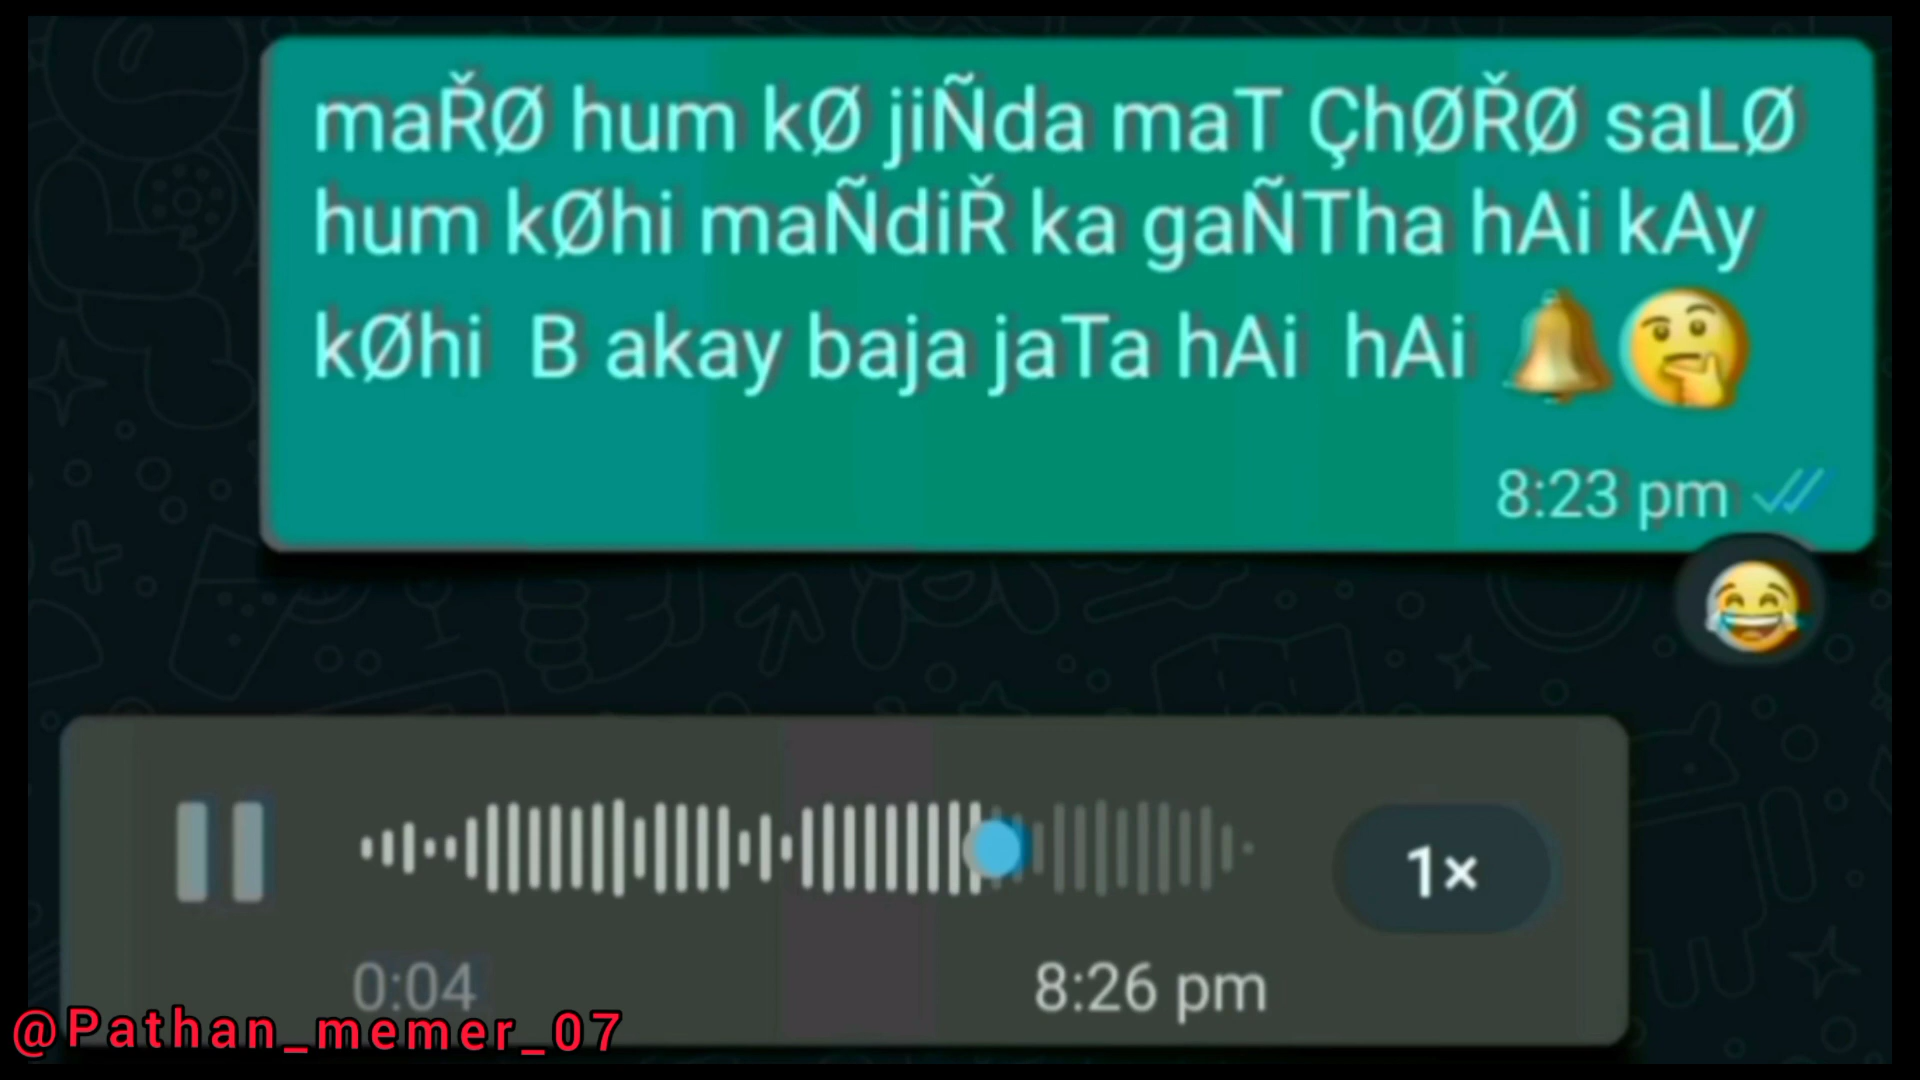 maŘØ hum kØ jiÑda maT ÇhØŘØ saLØ
hum kØhi maÑdiŘ ka gaÑTha hAi kAy
kØhi B akay baja jaTa hAi hAi 🔔🤔
8:23 pm
1×
0:04
8:26 pm
@Pathan_memer_07